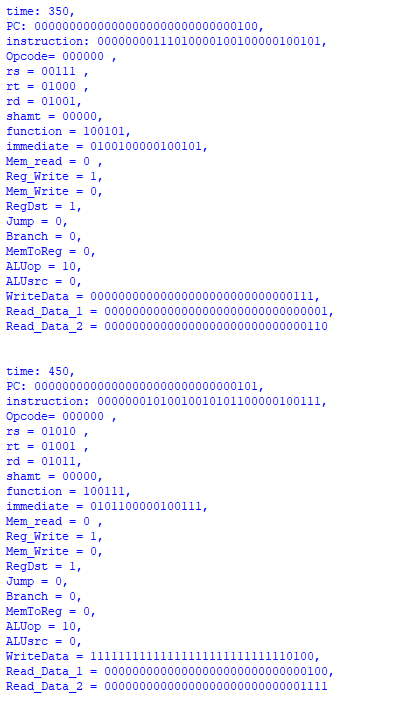 time: 350,
PC: 00000000000000000000000000000100,
instruction: 00000000111010000100100000100101,
Opcode= 000000 ,
rs = 00111 ,
rt = 01000 ,
rd = 01001,
shamt = 00000,
function = 100101,
immediate = 0100100000100101,
Mem_read = 0 ,
Reg_Write = 1,
Mem_Write = 0,
RegDst = 1,
Jump = 0,
Branch = 0,
MemToReg = 0,
ALUop = 10,
ALUsrc = 0,
WriteData = 00000000000000000000000000000111,
Read_Data_1 = 00000000000000000000000000000001,
Read_Data_2 = 00000000000000000000000000000110
time: 450,
PC: 00000000000000000000000000000101,
instruction: 00000001010010010101100000100111,
Opcode= 000000 ,
rs = 01010 ,
rt = 01001 ,
rd = 01011,
shamt = 00000,
function = 100111,
immediate = 0101100000100111,
Mem_read = 0 ,
Reg_Write = 1,
Mem_Write = 0,
RegDst = 1,
Jump = 0,
Branch = 0,
MemToReg = 0,
ALUop = 10,
ALUsrc = 0,
WriteData = 11111111111111111111111111110100,
Read_Data_1 = 00000000000000000000000000000100,
Read_Data_2 = 00000000000000000000000000001111